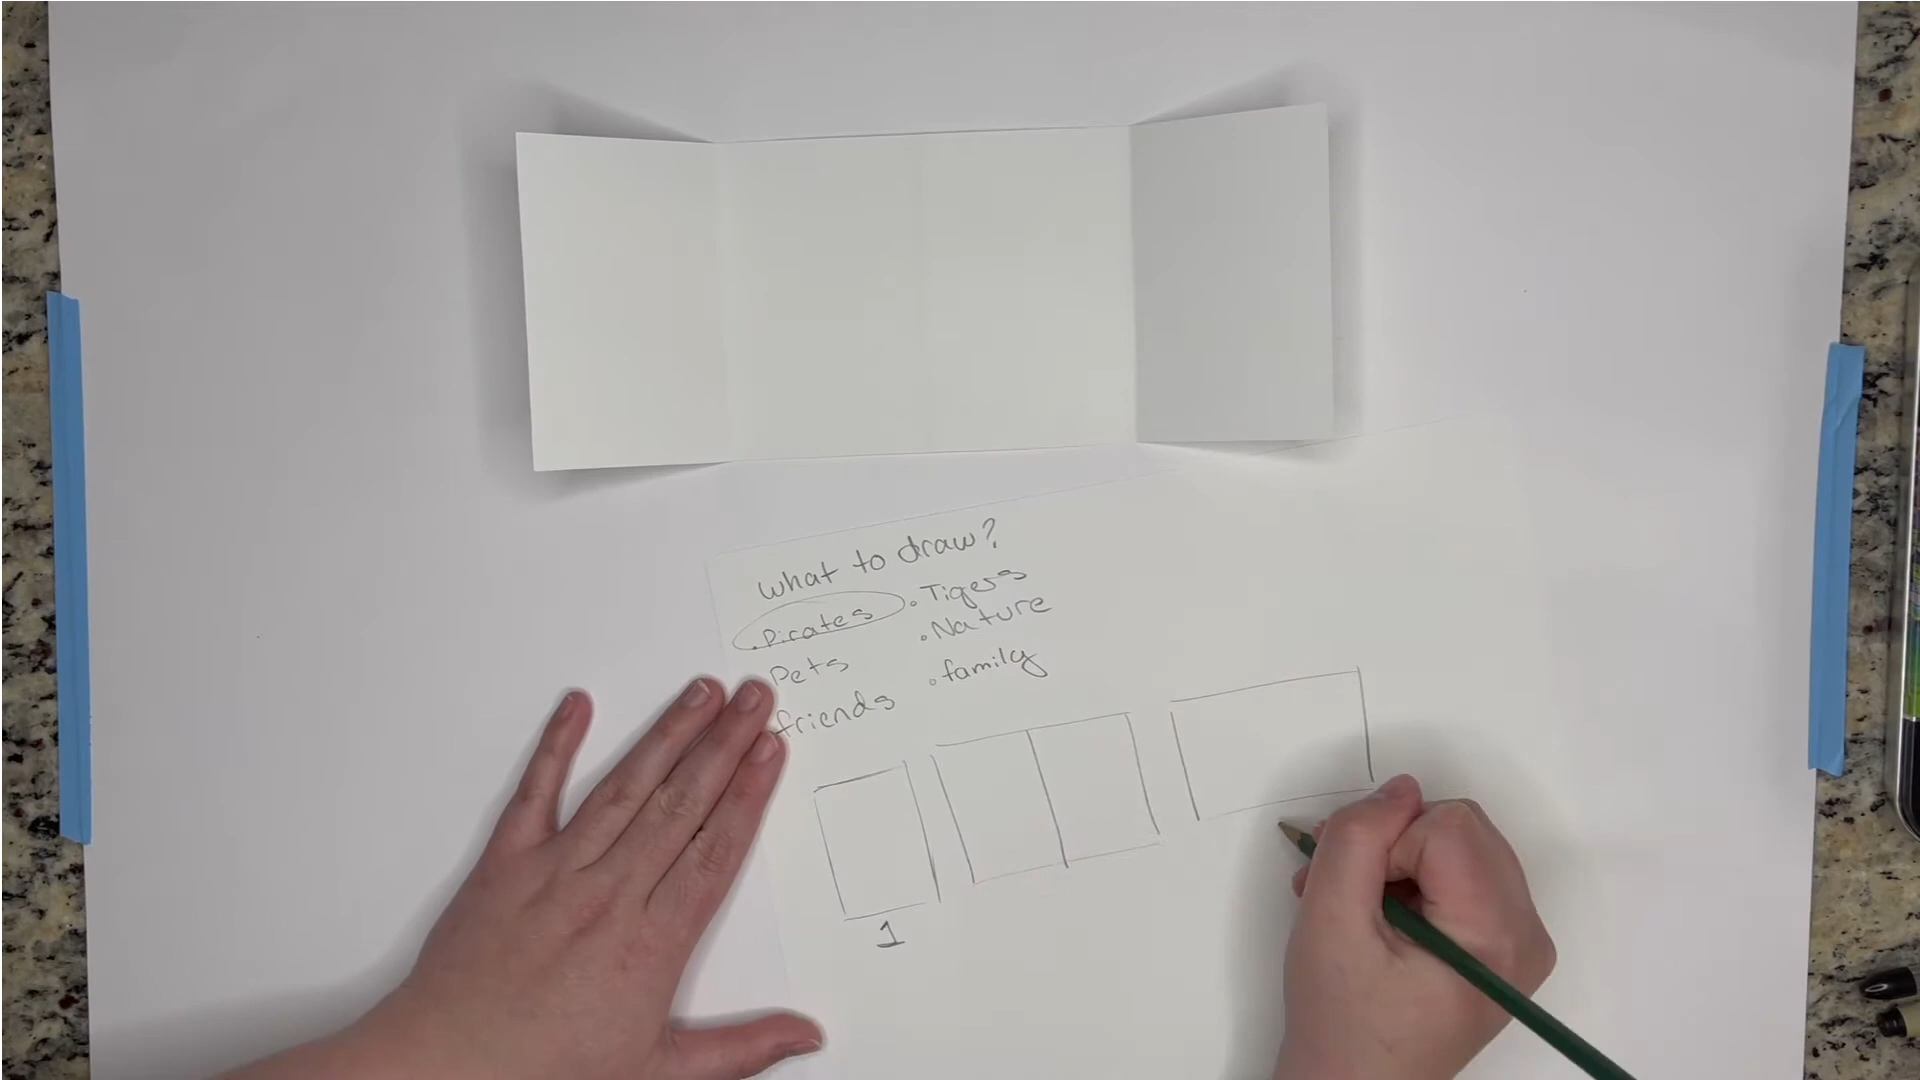 What to draw?
. Pirates
Pets
friends
. Tigers
. Nature
. family
1